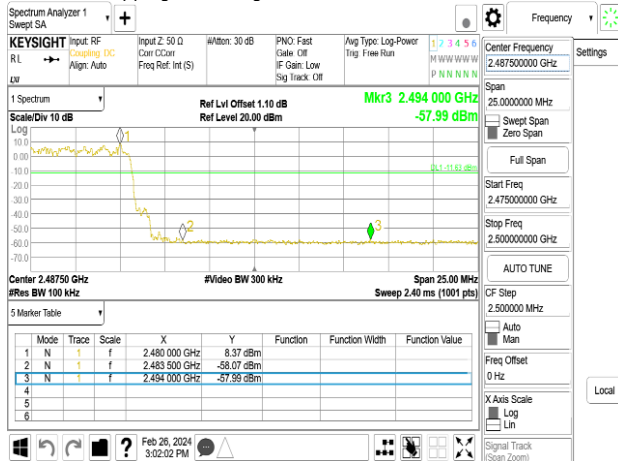 Spectrum Analyzer 1
Swept SA
+
Frequency
KEYSIGHT Input: RF Input Z: 50 Ω #Atten: 30 dB PNO: Fast Avg Type: Log-Power 1 2 3 4 5 6
RL Coupling: DC Corr CCorr Gate: Off Trig: Free Run M W W W W W
Align: Auto Freq Ref: Int (S) IF Gain: Low P N N N N N
LXI Sig Track: Off
Center Frequency
2.487500000 GHz
Settings
Span
25.0000000 MHz
Swept Span
Zero Span
Full Span
Start Freq
2.475000000 GHz
Stop Freq
2.500000000 GHz
AUTO TUNE
CF Step
2.500000 MHz
Auto
Man
Freq Offset
0 Hz
X Axis Scale
Log
Lin
Signal Track
(Span Zoom)
Local
1 Spectrum
Scale/Div 10 dB
Ref Lvl Offset 1.10 dB
Ref Level 20.00 dBm
Mkr3 2.494 000 GHz
-57.99 dBm
Log
10.0
0.00
-10.0
-20.0
-30.0
-40.0
-50.0
-60.0
-70.0
1
2
3
DL1 -11.63 dBm
Center 2.48750 GHz #Video BW 300 kHz Span 25.00 MHz
#Res BW 100 kHz Sweep 2.40 ms (1001 pts)
5 Marker Table
Mode Trace Scale X Y Function Function Width Function Value
1 N 1 f 2.480 000 GHz 8.37 dBm
2 N 1 f 2.483 500 GHz -58.07 dBm
3 N 1 f 2.494 000 GHz -57.99 dBm
4
5
6
?
Feb 26, 2024
3:02:02 PM